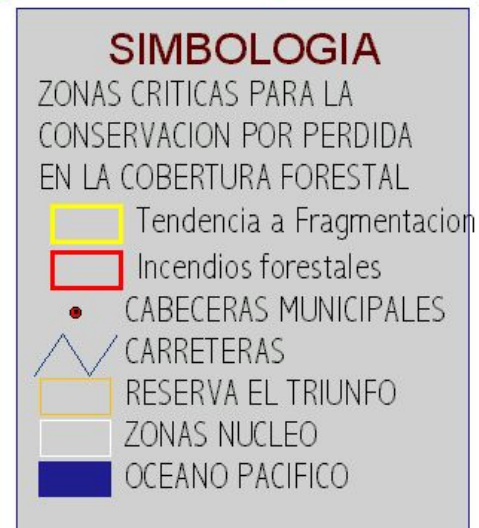 SIMBOLOGIA
ZONAS CRITICAS PARA LA
CONSERVACION POR PERDIDA
EN LA COBERTURA FORESTAL
Tendencia a Fragmentacion
Incendios forestales
CABECERAS MUNICIPALES
CARRETERAS
RESERVA EL TRIUNFO
ZONAS NUCLEO
OCEANO PACIFICO